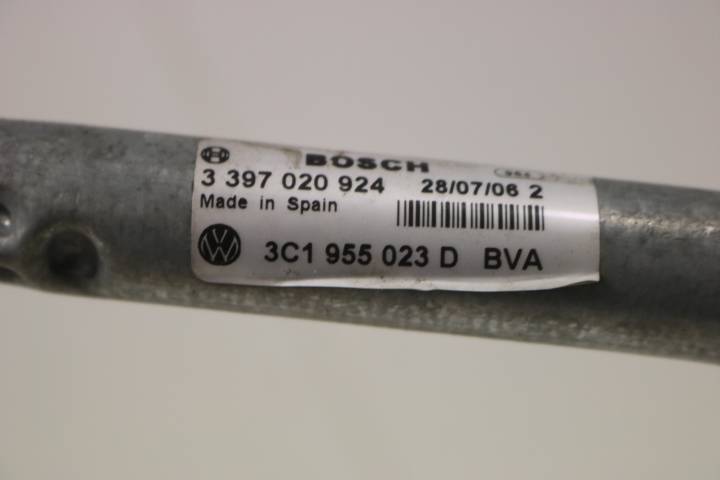 BOSCH
3 397 020 924 28/07/06 2
Made in Spain
3C1 955 023 D BVA